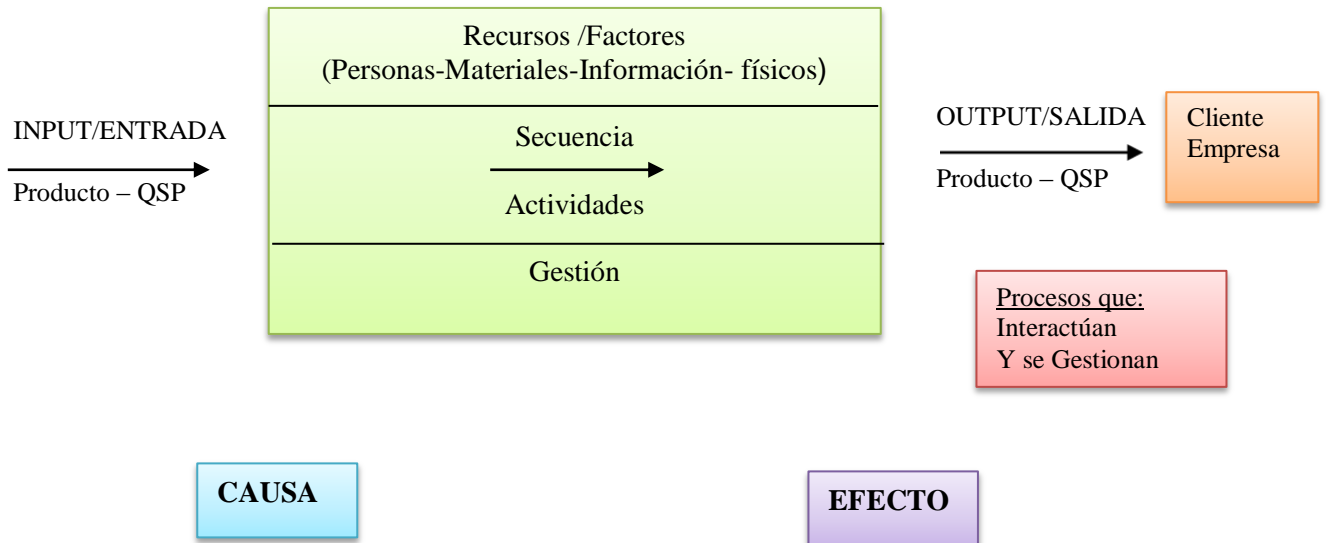 Recursos /Factores
(Personas-Materiales-Información- físicos)
INPUT/ENTRADA
Producto – QSP
Secuencia
Actividades
Gestión
OUTPUT/SALIDA
Producto – QSP
Cliente
Empresa
Procesos que:
Interactúan
Y se Gestionan
CAUSA
EFECTO